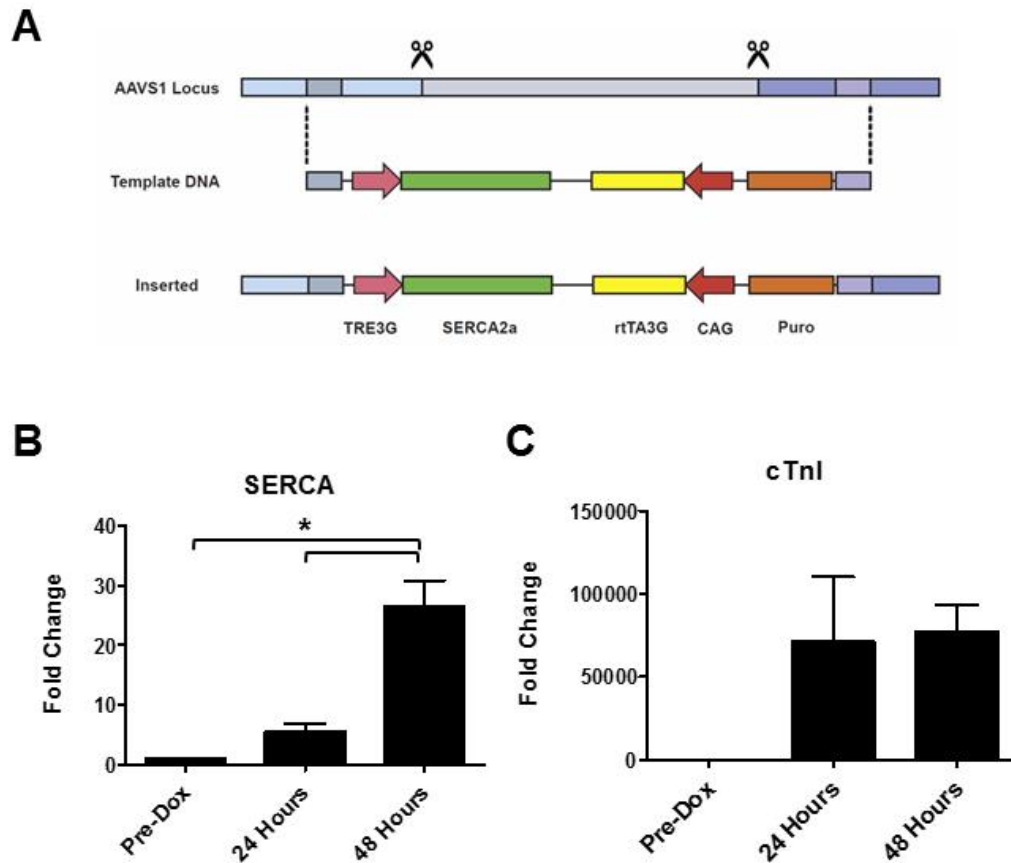 A
AAVS1 Locus
Template DNA
Inserted
TRE3G SERCA2a rtTA3G CAG Puro
B
SERCA
Fold Change
40
30
20
10
0
*
Pre-Dox
24 Hours
48 Hours
C
cTnI
Fold Change
150000
100000
50000
0
Pre-Dox
24 Hours
48 Hours